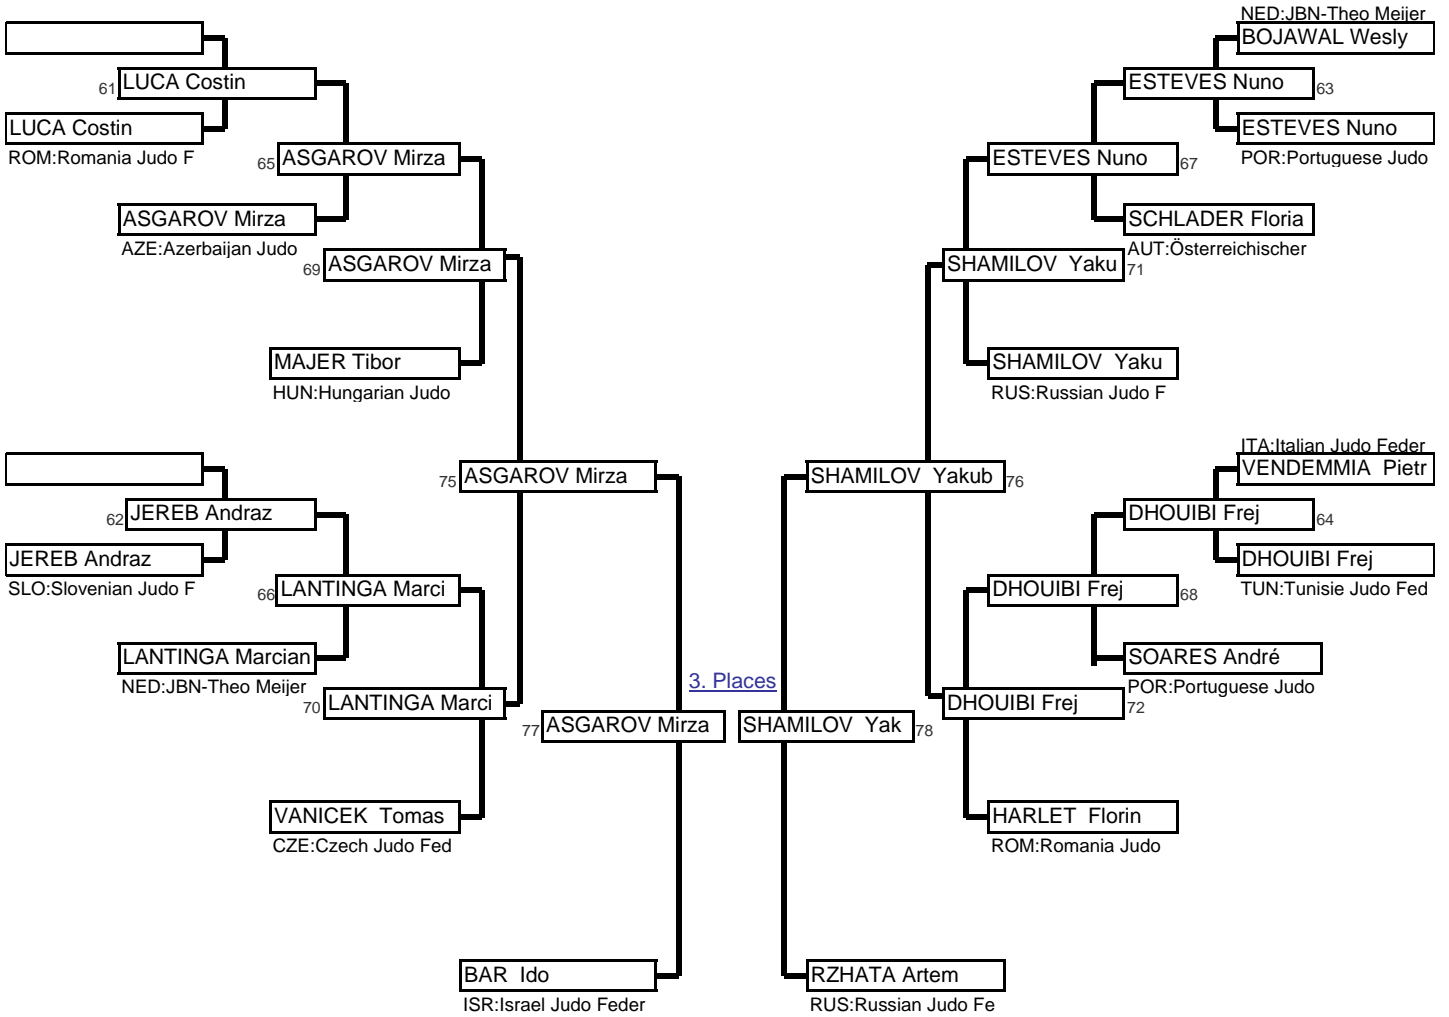 NED:JBN-Theo Meijer
BOJAWAL Wesly
61 LUCA Costin
ESTEVES Nuno 63
LUCA Costin
ROM:Romania Judo F
ESTEVES Nuno
POR:Portuguese Judo
65 ASGAROV Mirza
ESTEVES Nuno 67
ASGAROV Mirza
AZE:Azerbaijan Judo
SCHLADER Floria
AUT:Österreichischer
69 ASGAROV Mirza
SHAMILOV Yaku 71
MAJER Tibor
HUN:Hungarian Judo
SHAMILOV Yaku
RUS:Russian Judo F
ITA:Italian Judo Feder
VENDEMMIA Pietr
75 ASGAROV Mirza
SHAMILOV Yakub 76
62 JEREB Andraz
DHOUIBI Frej 64
JEREB Andraz
SLO:Slovenian Judo F
DHOUIBI Frej
TUN:Tunisie Judo Fed
66 LANTINGA Marci
DHOUIBI Frej 68
LANTINGA Marcian
NED:JBN-Theo Meijer
SOARES André
POR:Portuguese Judo
3. Places
70 LANTINGA Marci
DHOUIBI Frej 72
77 ASGAROV Mirza
SHAMILOV Yak 78
VANICEK Tomas
CZE:Czech Judo Fed
HARLET Florin
ROM:Romania Judo
BAR Ido
ISR:Israel Judo Feder
RZHATA Artem
RUS:Russian Judo Fe